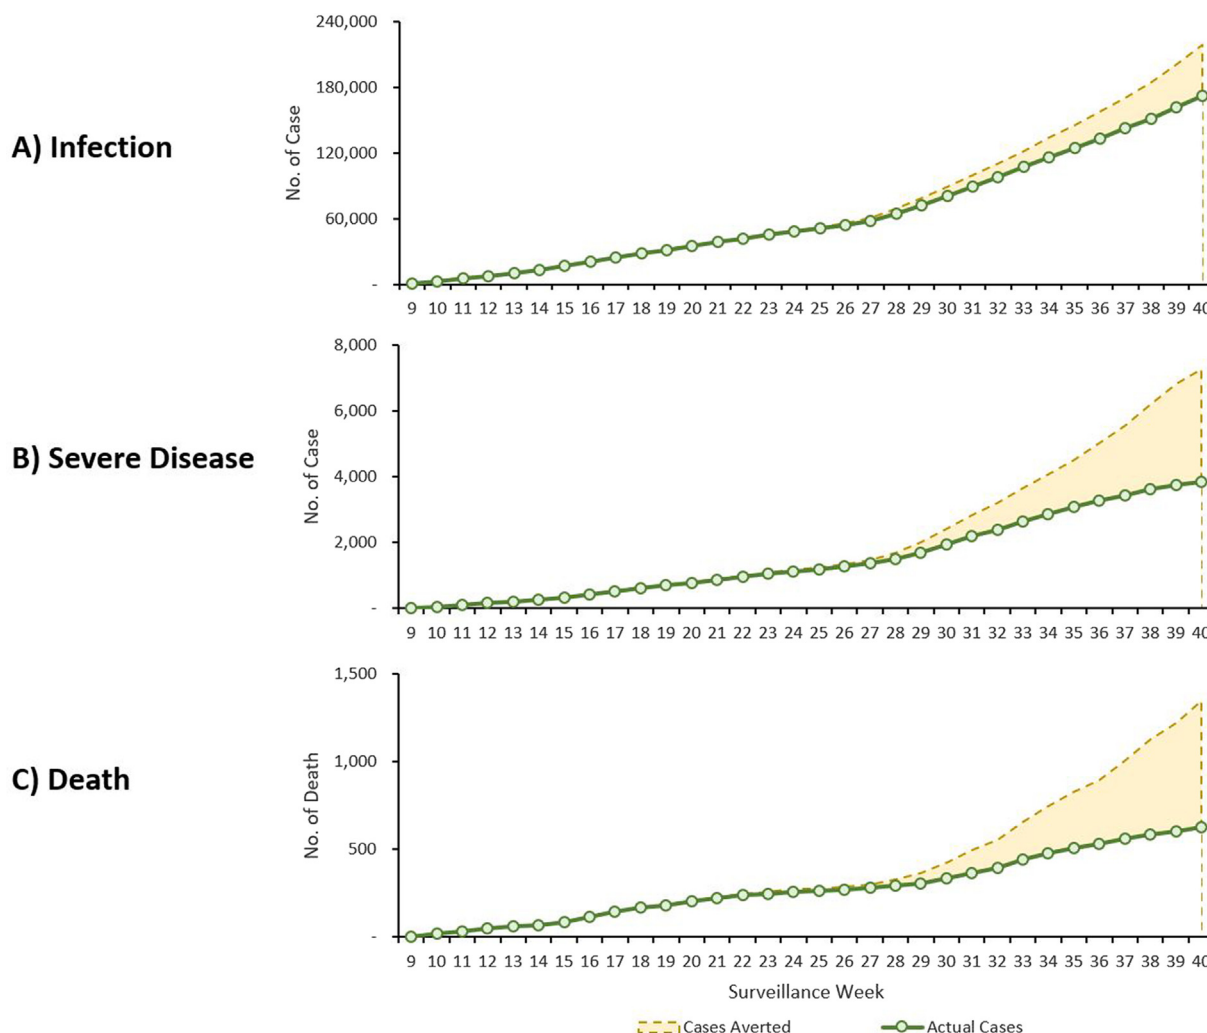 A) Infection
No. of Case
240,000
180,000
120,000
60,000
-
9 10 11 12 13 14 15 16 17 18 19 20 21 22 23 24 25 26 27 28 29 30 31 32 33 34 35 36 37 38 39 40
B) Severe Disease
No. of Case
8,000
6,000
4,000
2,000
-
9 10 11 12 13 14 15 16 17 18 19 20 21 22 23 24 25 26 27 28 29 30 31 32 33 34 35 36 37 38 39 40
C) Death
No. of Death
1,500
1,000
500
-
9 10 11 12 13 14 15 16 17 18 19 20 21 22 23 24 25 26 27 28 29 30 31 32 33 34 35 36 37 38 39 40
Surveillance Week
Cases Averted Actual Cases